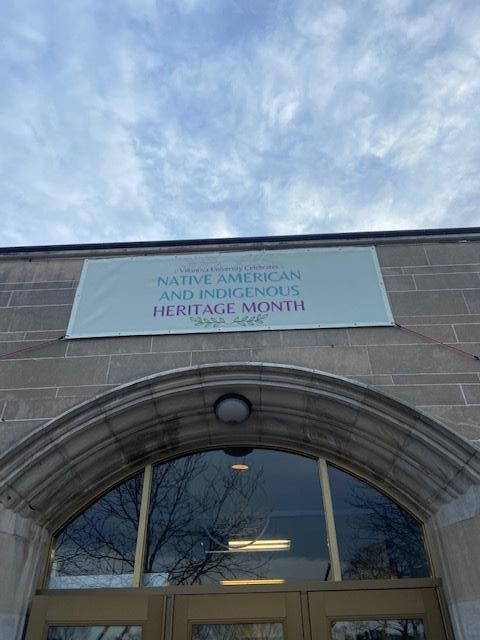 Villanova University Celebrates
NATIVE AMERICAN
AND INDIGENOUS
HERITAGE MONTH